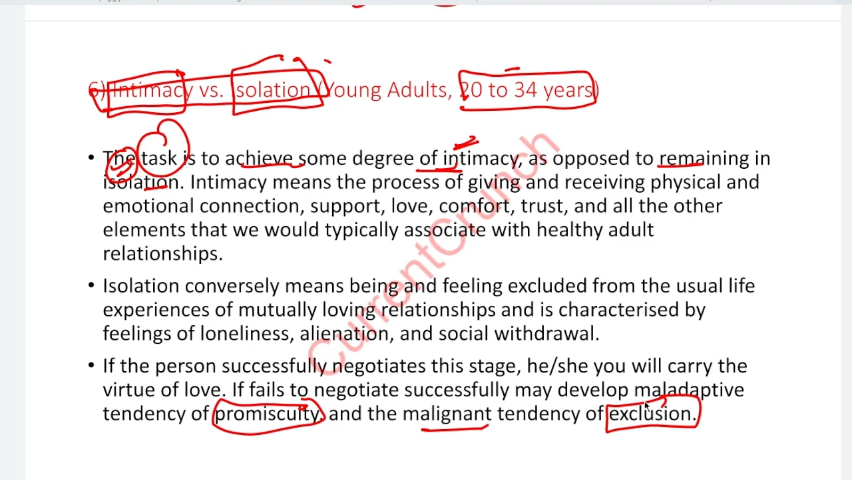 6) Intimacy vs. Isolation (Young Adults, 20 to 34 years)
• The task is to achieve some degree of intimacy, as opposed to remaining in
isolation. Intimacy means the process of giving and receiving physical and
emotional connection, support, love, comfort, trust, and all the other
elements that we would typically associate with healthy adult
relationships.
• Isolation conversely means being and feeling excluded from the usual life
experiences of mutually loving relationships and is characterised by
feelings of loneliness, alienation, and social withdrawal.
• If the person successfully negotiates this stage, he/she you will carry the
virtue of love. If fails to negotiate successfully may develop maladaptive
tendency of promiscuity, and the malignant tendency of exclusion.
CurrentCrunch